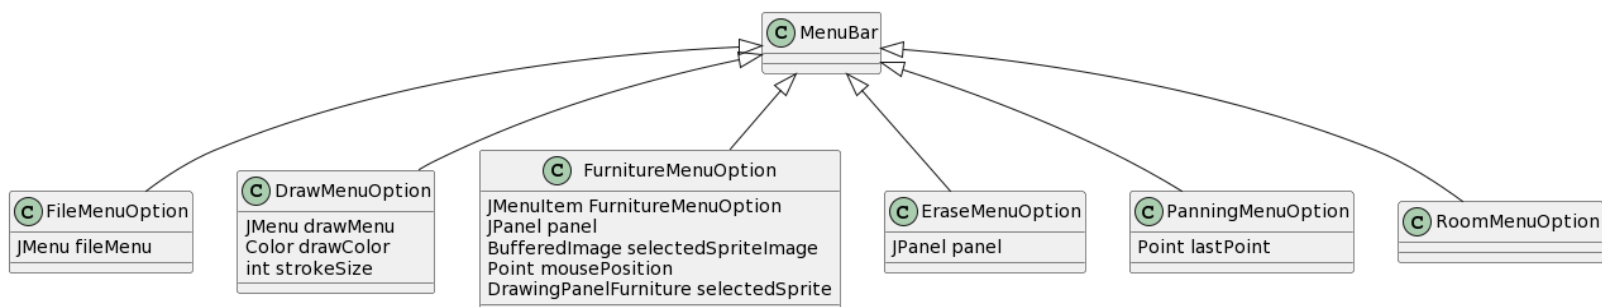 C MenuBar
C FileMenuOption
JMenu fileMenu
C DrawMenuOption
JMenu drawMenu
Color drawColor
int strokeSize
C FurnitureMenuOption
JMenuItem FurnitureMenuOption
JPanel panel
BufferedImage selectedSpriteImage
Point mousePosition
DrawingPanelFurniture selectedSprite
C EraseMenuOption
JPanel panel
C PanningMenuOption
Point lastPoint
C RoomMenuOption